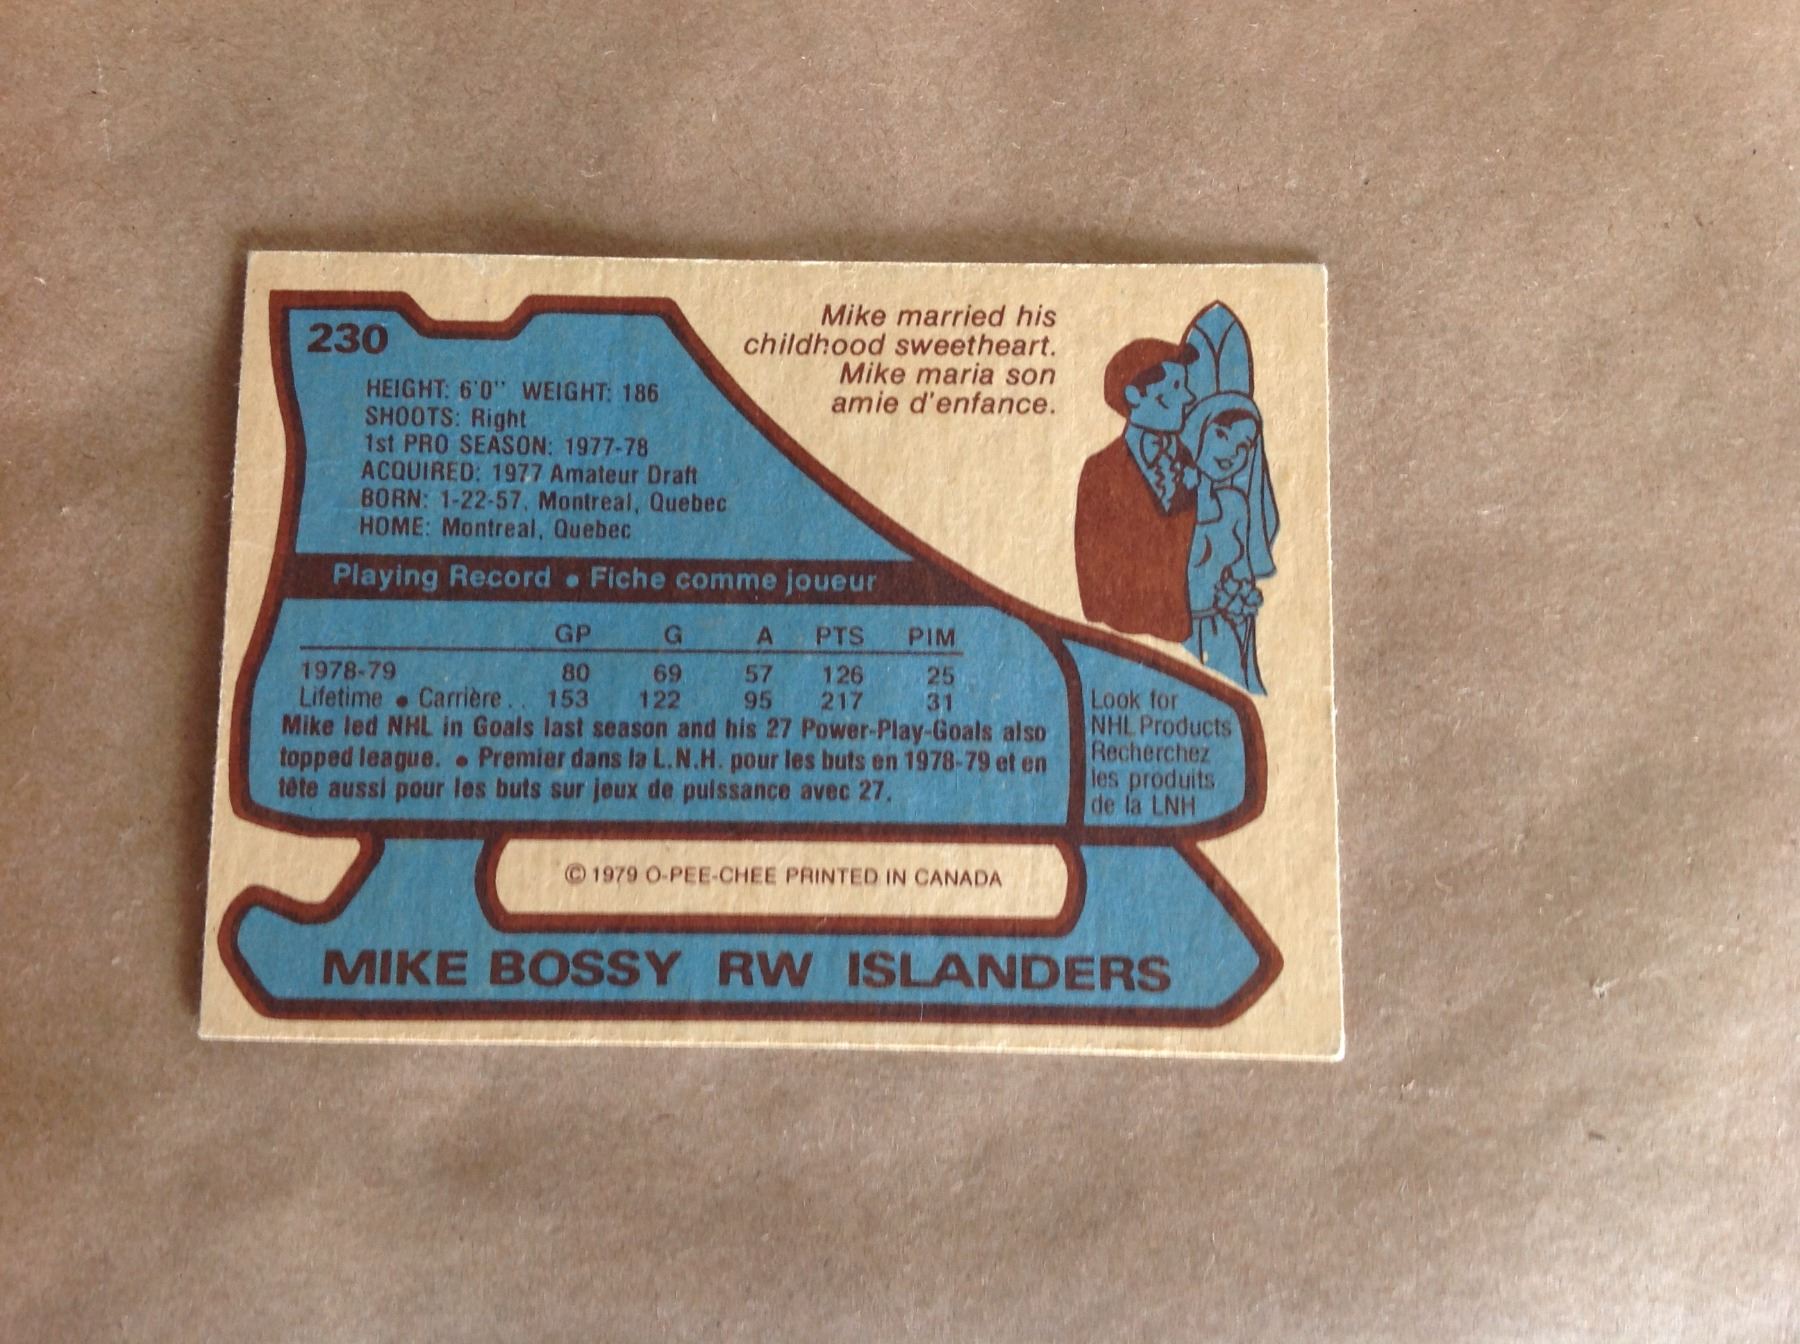 230
Mike married his
childhood sweetheart.
Mike maria son
amie d'enfance.
HEIGHT: 6'0" WEIGHT: 186
SHOOTS: Right
1st PRO SEASON: 1977-78
ACQUIRED: 1977 Amateur Draft
BORN: 1-22-57, Montreal, Quebec
HOME: Montreal, Quebec
Playing Record • Fiche comme joueur
GP G A PTS PIM
1978-79 80 69 57 126 25
Lifetime • Carrière.. 153 122 95 217 31
Mike led NHL in Goals last season and his 27 Power-Play-Goals also
topped league. • Premier dans la L.N.H. pour les buts en 1978-79 et en
tête aussi pour les buts sur jeux de puissance avec 27.
Look for
NHL Products
Recherchez
les produits
de la LNH
© 1979 O-PEE-CHEE PRINTED IN CANADA
MIKE BOSSY RW ISLANDERS